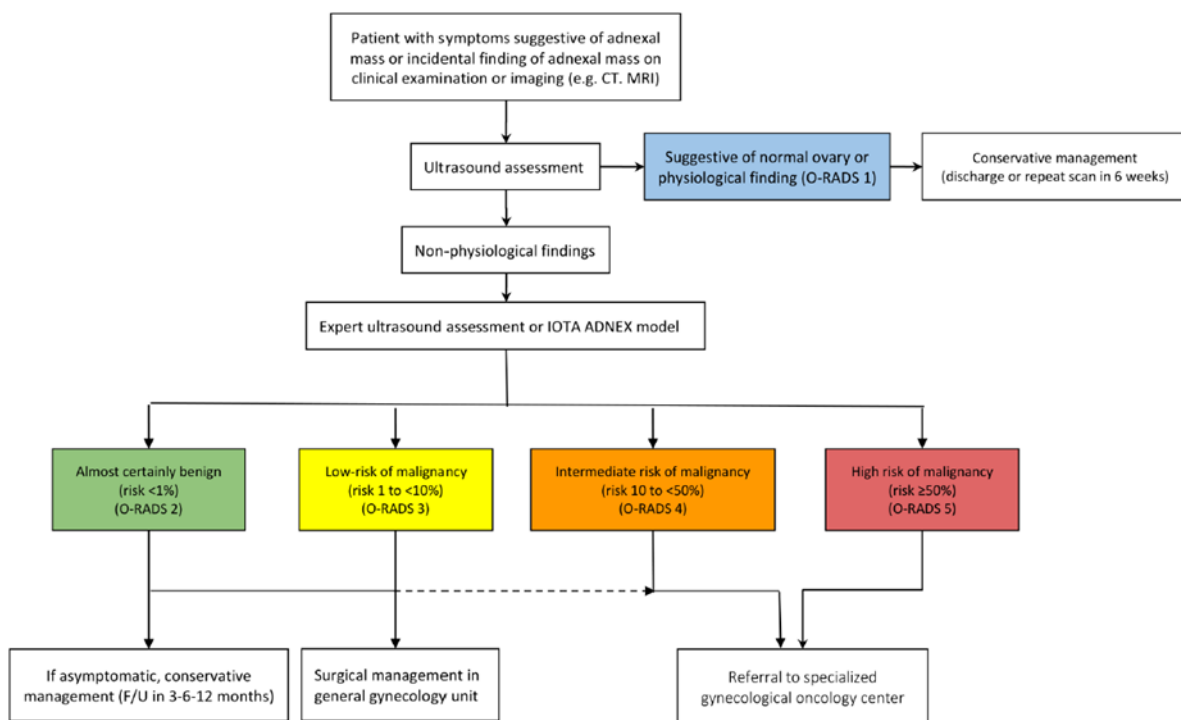 Patient with symptoms suggestive of adnexal
mass or incidental finding of adnexal mass on
clinical examination or imaging (e.g. CT. MRI)
Ultrasound assessment
Suggestive of normal ovary or
physiological finding (O-RADS 1)
Conservative management
(discharge or repeat scan in 6 weeks)
Non-physiological findings
Expert ultrasound assessment or IOTA ADNEX model
Almost certainly benign
(risk <1%)
(O-RADS 2)
Low-risk of malignancy
(risk 1 to <10%)
(O-RADS 3)
Intermediate risk of malignancy
(risk 10 to <50%)
(O-RADS 4)
High risk of malignancy
(risk ≥50%)
(O-RADS 5)
If asymptomatic, conservative
management (F/U in 3-6-12 months)
Surgical management in
general gynecology unit
Referral to specialized
gynecological oncology center